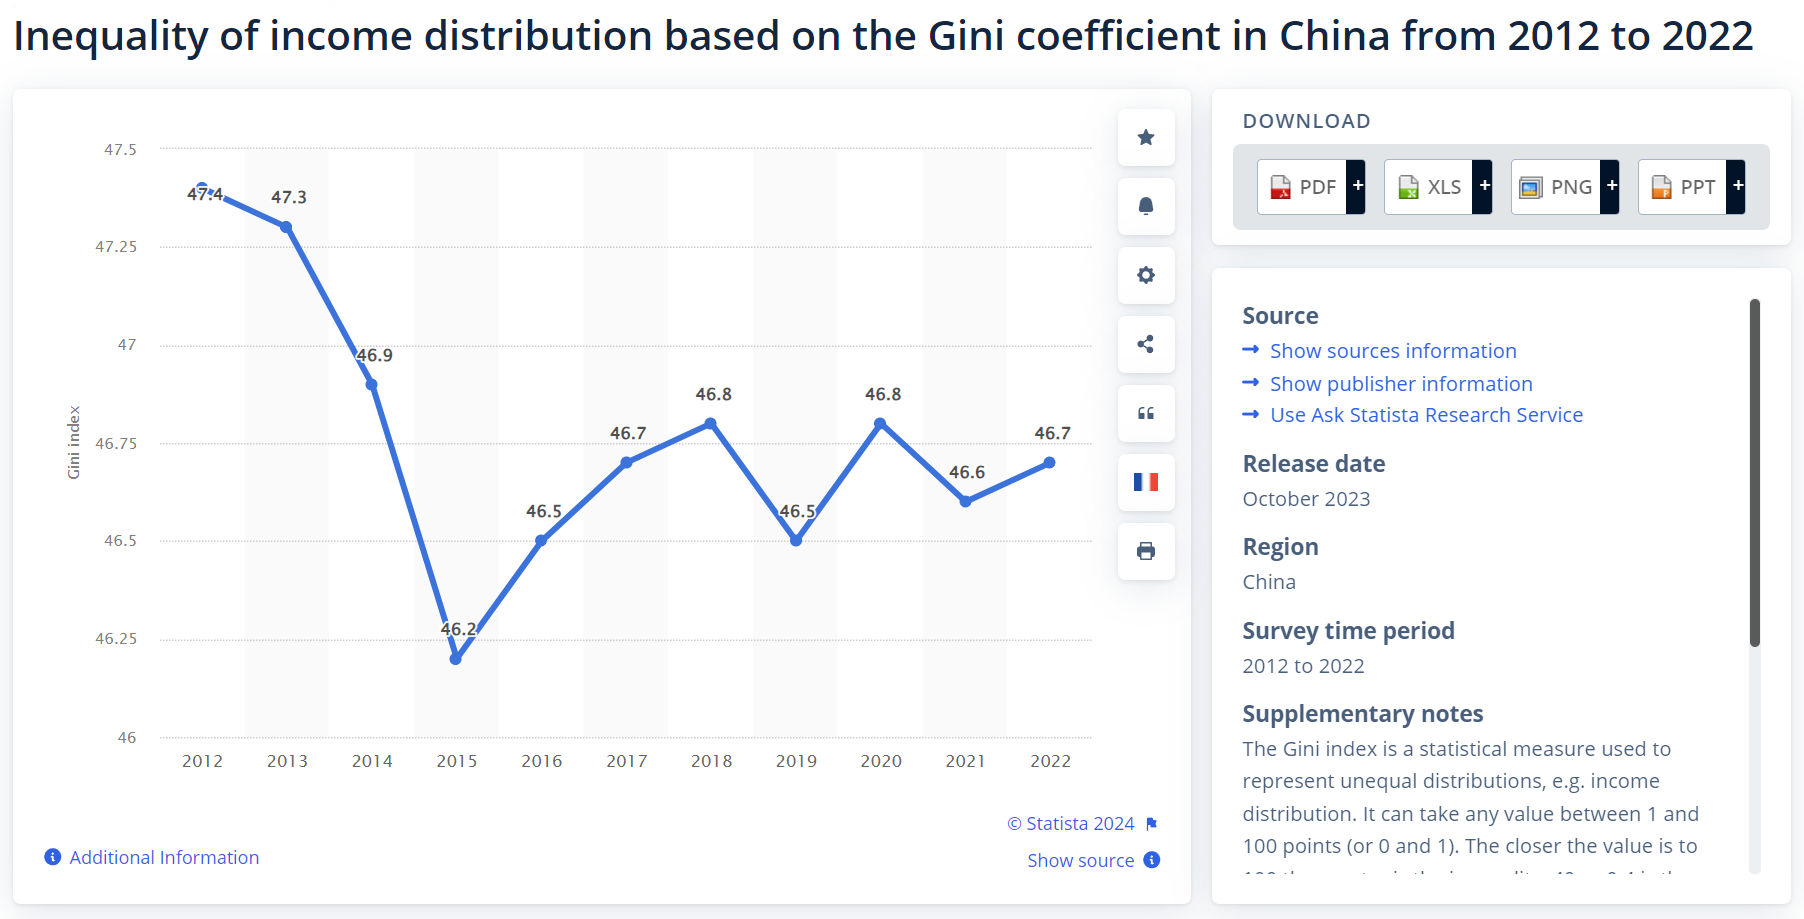 Inequality of income distribution based on the Gini coefficient in China from 2012 to 2022
47.5
47.25
47
46.75
46.5
46.25
46
Gini index
47.4
47.3
46.9
46.2
46.5
46.7
46.8
46.5
46.8
46.6
46.7
2012 2013 2014 2015 2016 2017 2018 2019 2020 2021 2022
© Statista 2024
Additional Information
Show source
DOWNLOAD
PDF + XLS + PNG + PPT +
Source
Show sources information
Show publisher information
Use Ask Statista Research Service
Release date
October 2023
Region
China
Survey time period
2012 to 2022
Supplementary notes
The Gini index is a statistical measure used to
represent unequal distributions, e.g. income
distribution. It can take any value between 1 and
100 points (or 0 and 1). The closer the value is to